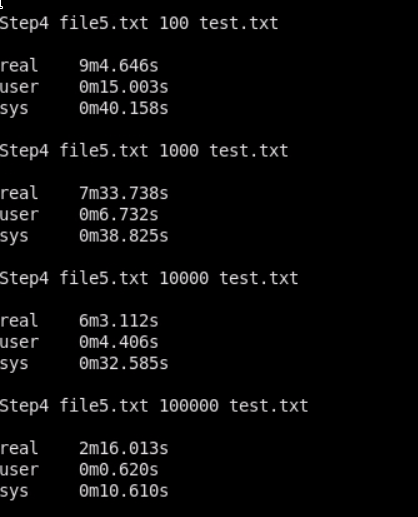 Step4 file5.txt 100 test.txt
real 9m4.646s
user 0m15.003s
sys 0m40.158s
Step4 file5.txt 1000 test.txt
real 7m33.738s
user 0m6.732s
sys 0m38.825s
Step4 file5.txt 10000 test.txt
real 6m3.112s
user 0m4.406s
sys 0m32.585s
Step4 file5.txt 100000 test.txt
real 2m16.013s
user 0m0.620s
sys 0m10.610s